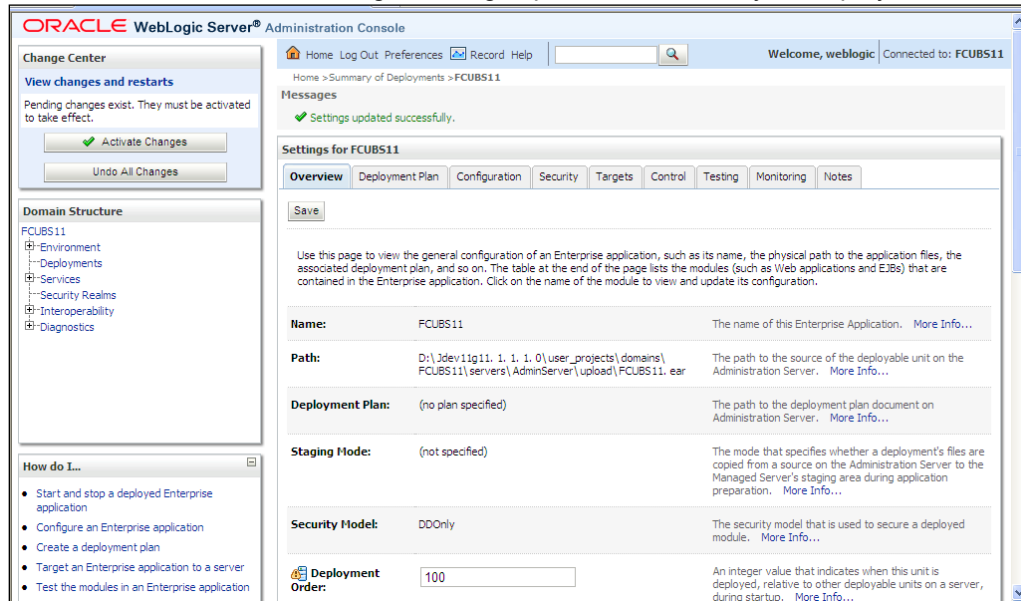 ORACLE WebLogic Server® Administration Console
Change Center
View changes and restarts
Pending changes exist. They must be activated
to take effect.
Activate Changes
Undo All Changes
Domain Structure
FCUBS11
Environment
Deployments
Services
Security Realms
Interoperability
Diagnostics
How do I...
Start and stop a deployed Enterprise
application
Configure an Enterprise application
Create a deployment plan
Target an Enterprise application to a server
Test the modules in an Enterprise application
Home Log Out Preferences Record Help
Welcome, weblogic Connected to: FCUBS11
Home >Summary of Deployments >FCUBS11
Messages
Settings updated successfully.
Settings for FCUBS11
Overview Deployment Plan Configuration Security Targets Control Testing Monitoring Notes
Save
Use this page to view the general configuration of an Enterprise application, such as its name, the physical path to the application files, the
associated deployment plan, and so on. The table at the end of the page lists the modules (such as Web applications and EJBs) that are
contained in the Enterprise application. Click on the name of the module to view and update its configuration.
Name:
FCUBS11
The name of this Enterprise Application. More Info...
Path:
D:\Jdev11g11. 1. 1. 1. 0\user_projects\domains\
FCUBS11\servers\AdminServer\upload\FCUBS11. ear
The path to the source of the deployable unit on the
Administration Server. More Info...
Deployment Plan:
(no plan specified)
The path to the deployment plan document on
Administration Server. More Info...
Staging Mode:
(not specified)
The mode that specifies whether a deployment's files are
copied from a source on the Administration Server to the
Managed Server's staging area during application
preparation. More Info...
Security Model:
DDOnly
The security model that is used to secure a deployed
module. More Info...
Deployment
Order:
100
An integer value that indicates when this unit is
deployed, relative to other deployable units on a server,
during startup. More Info...